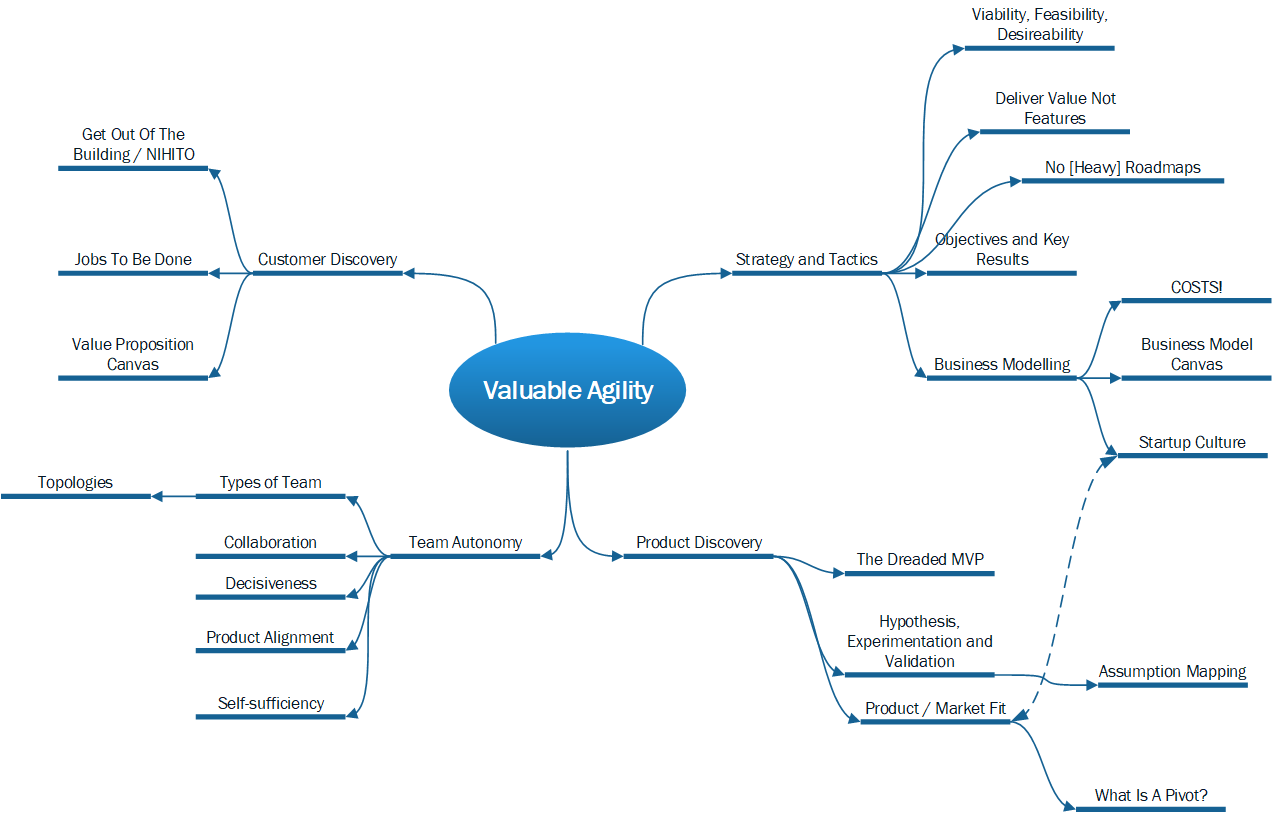 Viability, Feasibility,
Desireability
Deliver Value Not
Features
No [Heavy] Roadmaps
Objectives and Key
Results
Strategy and Tactics
COSTS!
Business Model
Canvas
Business Modelling
Startup Culture
Get Out Of The
Building / NIHITO
Jobs To Be Done
Customer Discovery
Value Proposition
Canvas
Valuable Agility
Topologies
Types of Team
Collaboration
Team Autonomy
Decisiveness
Product Alignment
Self-sufficiency
Product Discovery
The Dreaded MVP
Hypothesis,
Experimentation and
Validation
Assumption Mapping
Product / Market Fit
What Is A Pivot?